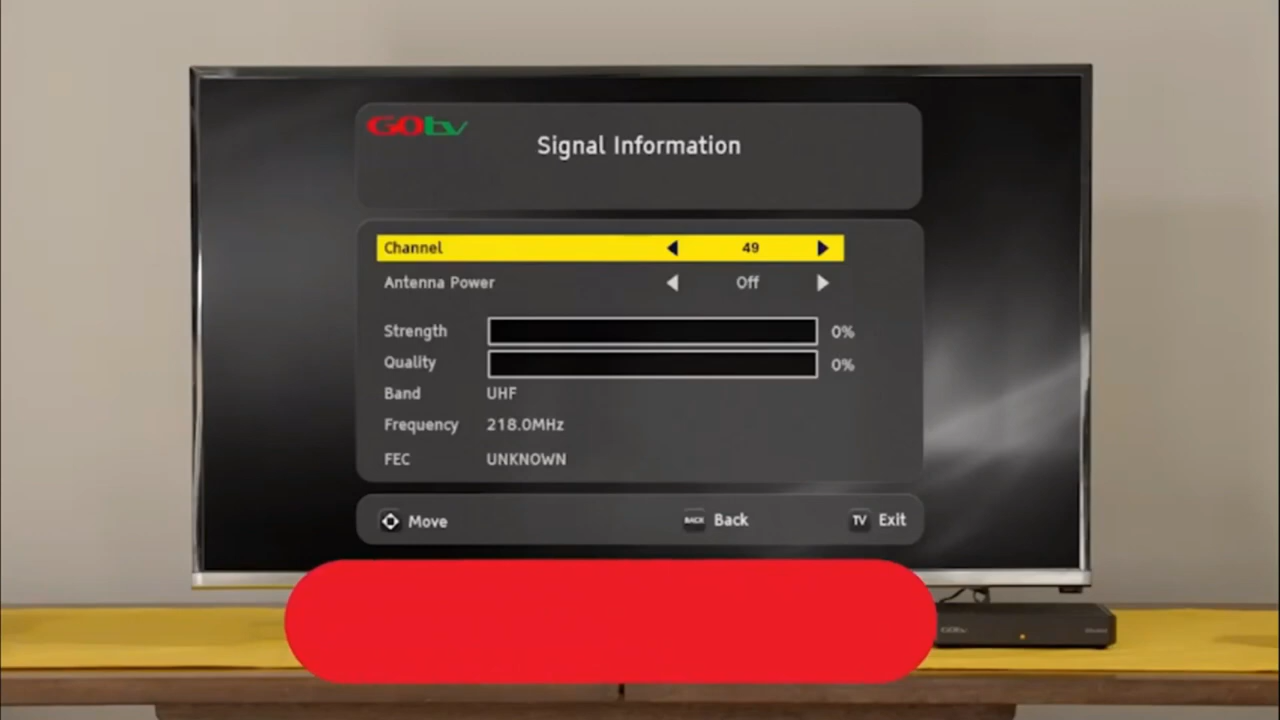 GOtv
Signal Information
Channel 49
Antenna Power Off
Strength 0%
Quality 0%
Band UHF
Frequency 218.0MHz
FEC UNKNOWN
Move BACK Back TV Exit
GOtv